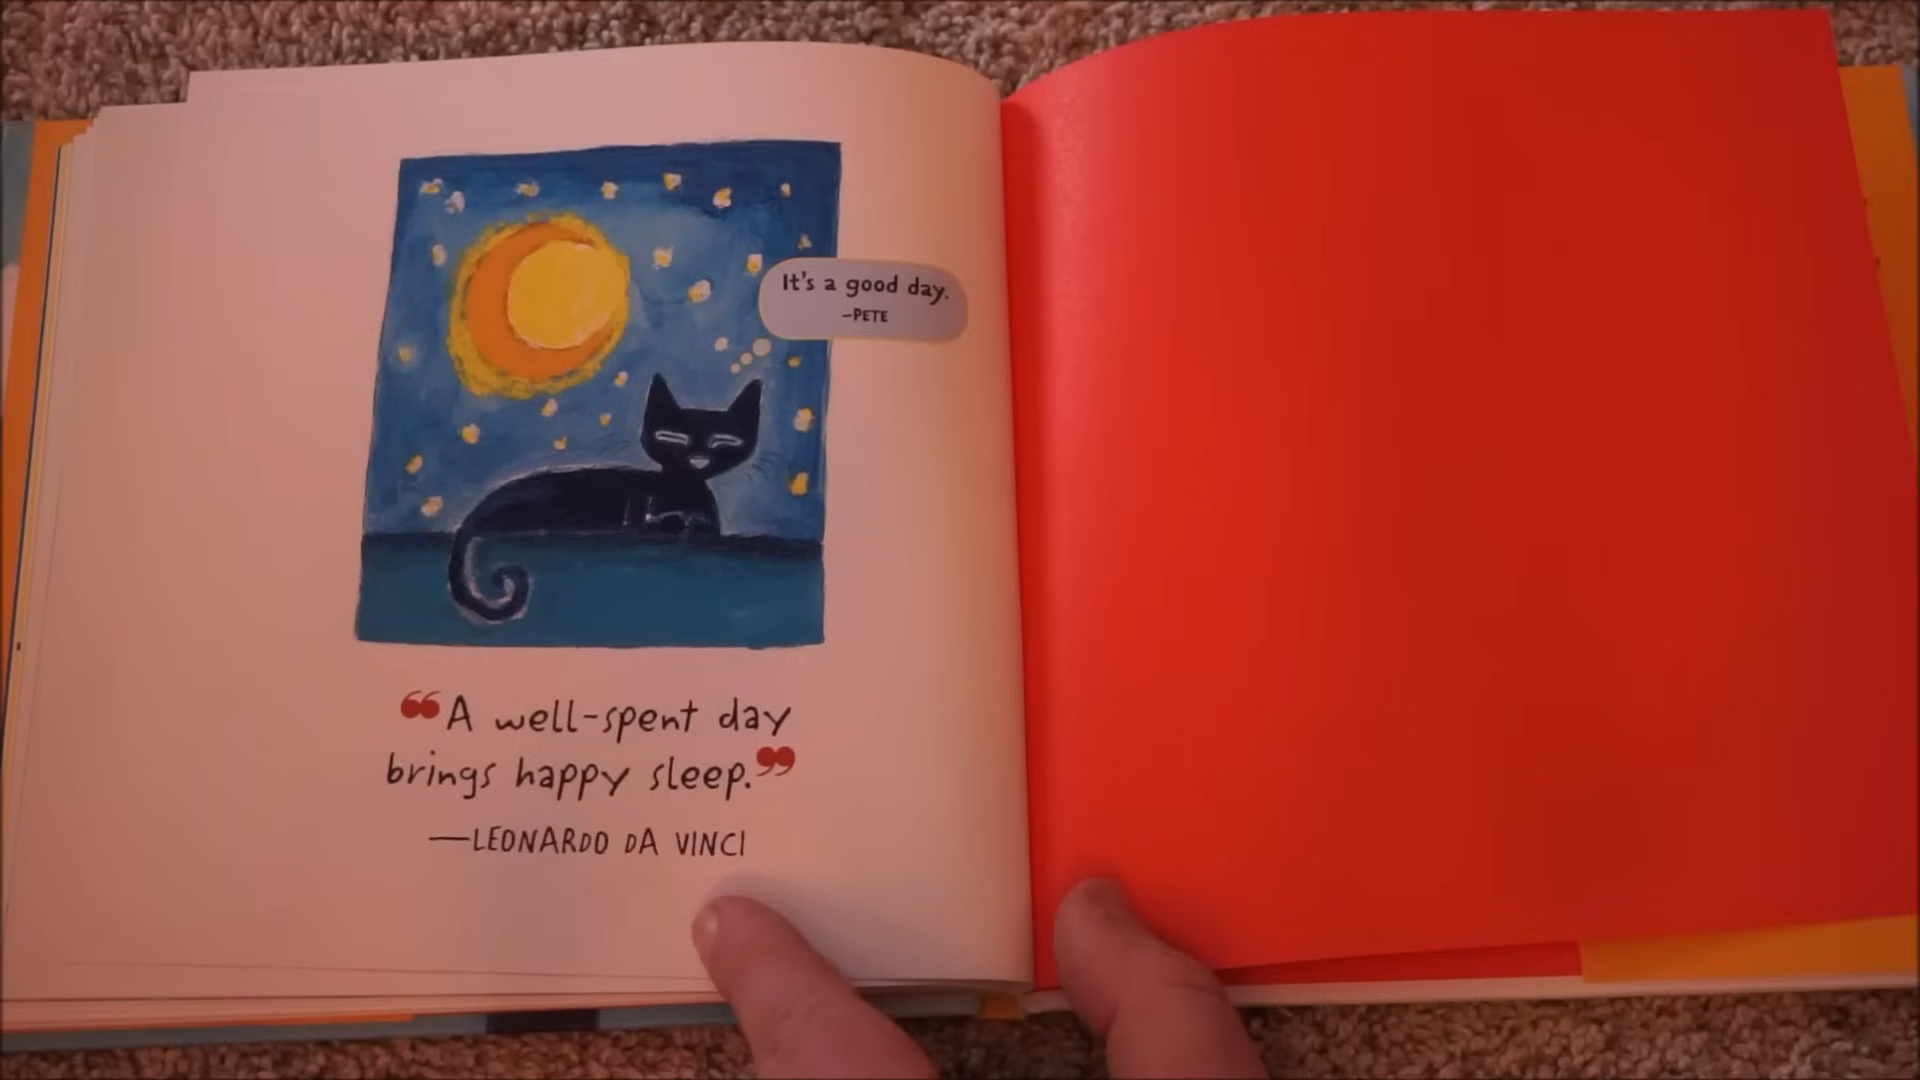 It's a good day.
–PETE
“A well-spent day
brings happy sleep.”
—LEONARDO DA VINCI